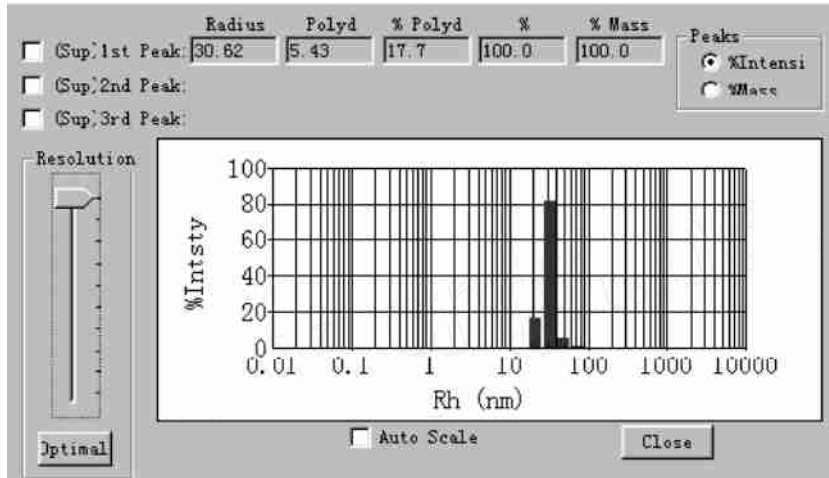 Radius Polyd % Polyd % % Mass
(Sup)1st Peak: 30.62 5.43 17.7 100.0 100.0
(Sup)2nd Peak:
(Sup)3rd Peak:
Peaks
%Intensi
%Mass
Resolution
Optimal
%Intsty
100
80
60
40
20
0
0.01 0.1 1 10 100 1000 10000
Rh (nm)
Auto Scale
Close